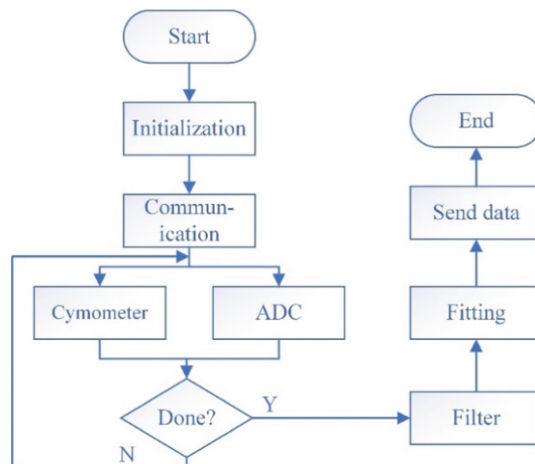 Start
Initialization
Commun-
ication
Cymometer
ADC
Done?
Y
N
Filter
Fitting
Send data
End